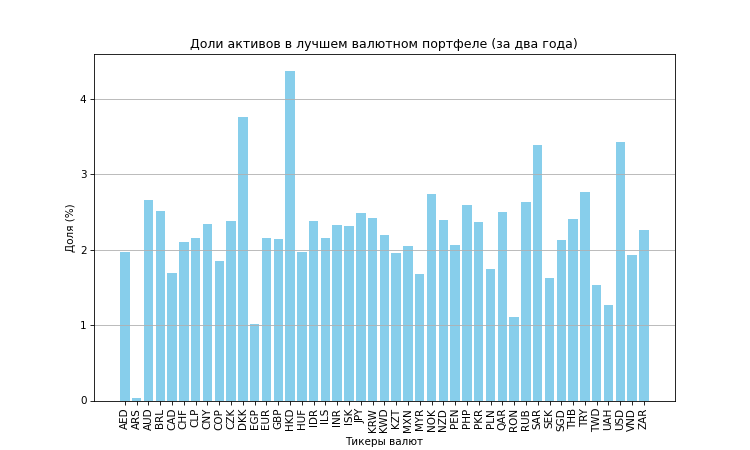 Доли активов в лучшем валютном портфеле (за два года)
Доля (%)
4
3
2
1
0
AED ARS AUD BRL CAD CHF CLP CNY COP CZK DKK EGP EUR GBP HKD HUF IDR ILS INR ISK JPY KRW KWD KZT MXN MYR NOK NZD PEN PHP PKR PLN QAR RON RUB SAR SEK SGD THB TRY TWD UAH USD VND ZAR
Тикеры валют